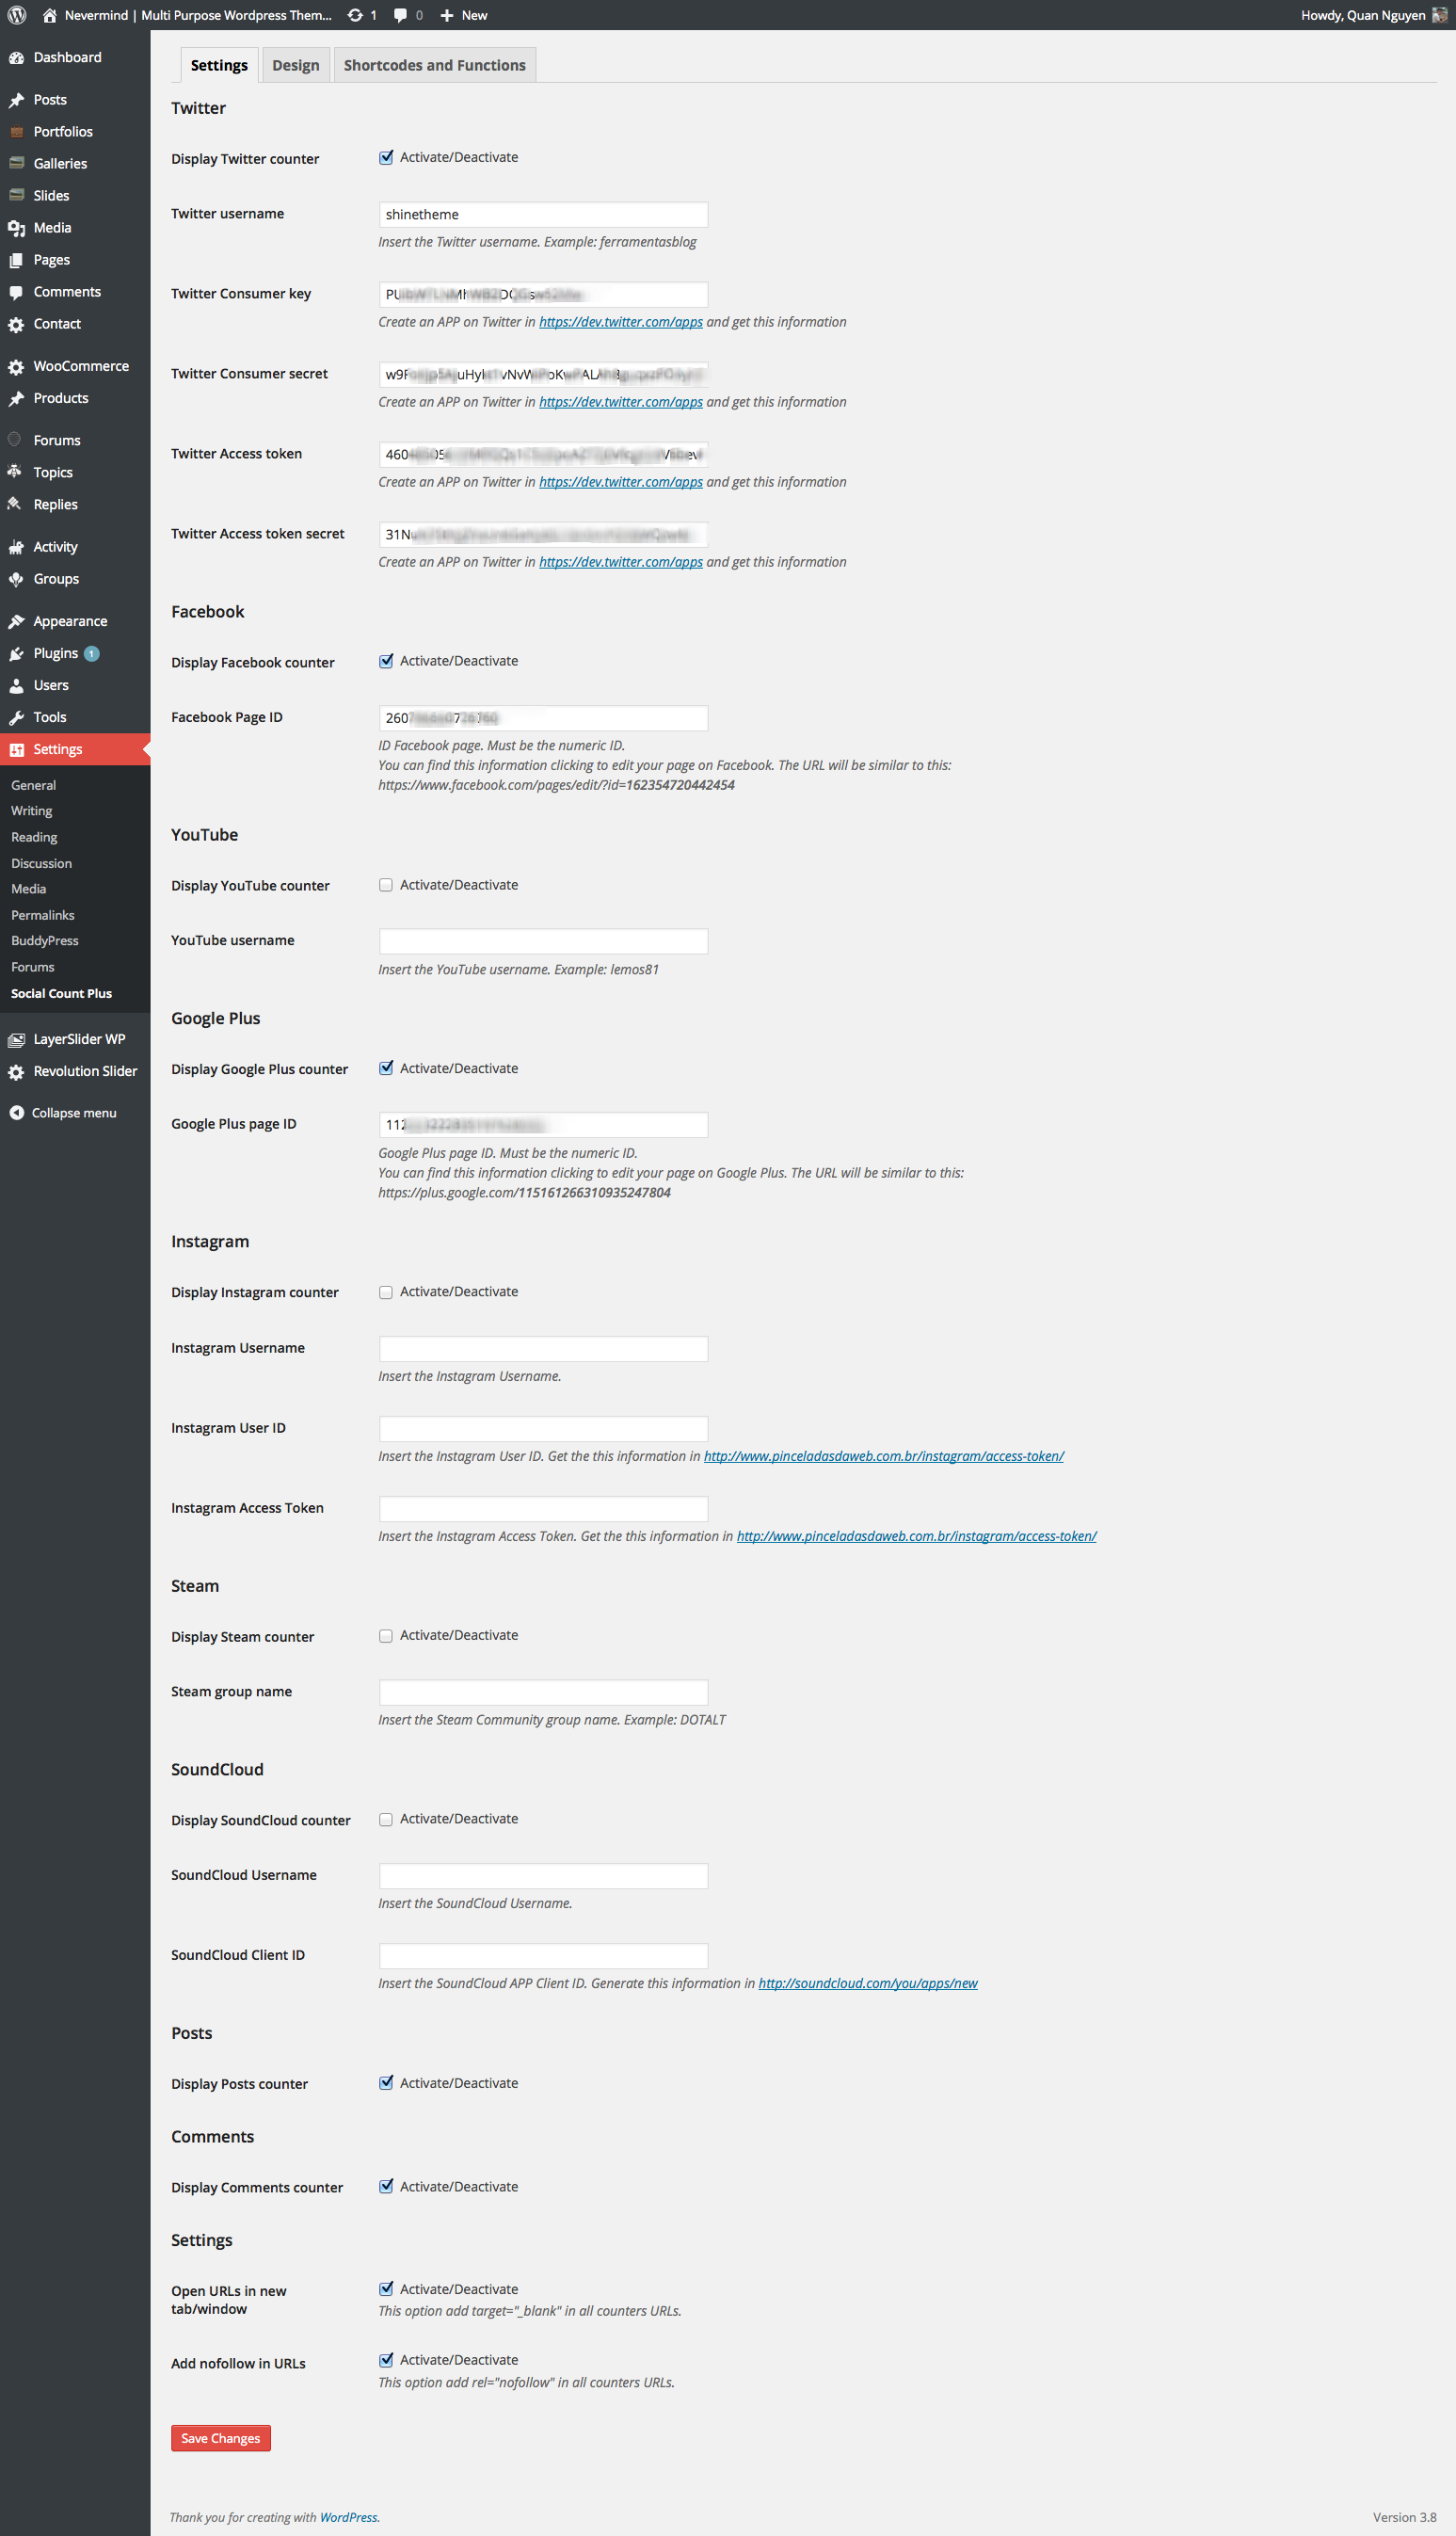 Nevermind | Multi Purpose Wordpress Them... 1 0 New Howdy, Quan Nguyen
Dashboard
Posts
Portfolios
Galleries
Slides
Media
Pages
Comments
Contact
WooCommerce
Products
Forums
Topics
Replies
Activity
Groups
Appearance
Plugins 1
Users
Tools
Settings
General
Writing
Reading
Discussion
Media
Permalinks
BuddyPress
Forums
Social Count Plus
LayerSlider WP
Revolution Slider
Collapse menu
Settings Design Shortcodes and Functions
Twitter
Display Twitter counter Activate/Deactivate
Twitter username shinetheme
Insert the Twitter username. Example: ferramentasblog
Twitter Consumer key
Create an APP on Twitter in https://dev.twitter.com/apps and get this information
Twitter Consumer secret
Create an APP on Twitter in https://dev.twitter.com/apps and get this information
Twitter Access token
Create an APP on Twitter in https://dev.twitter.com/apps and get this information
Twitter Access token secret
Create an APP on Twitter in https://dev.twitter.com/apps and get this information
Facebook
Display Facebook counter Activate/Deactivate
Facebook Page ID
ID Facebook page. Must be the numeric ID.
You can find this information clicking to edit your page on Facebook. The URL will be similar to this:
https://www.facebook.com/pages/edit/?id=162354720442454
YouTube
Display YouTube counter Activate/Deactivate
YouTube username
Insert the YouTube username. Example: lemos81
Google Plus
Display Google Plus counter Activate/Deactivate
Google Plus page ID
Google Plus page ID. Must be the numeric ID.
You can find this information clicking to edit your page on Google Plus. The URL will be similar to this:
https://plus.google.com/115161266310935247804
Instagram
Display Instagram counter Activate/Deactivate
Instagram Username
Insert the Instagram Username.
Instagram User ID
Insert the Instagram User ID. Get the this information in http://www.pinceladasdaweb.com.br/instagram/access-token/
Instagram Access Token
Insert the Instagram Access Token. Get the this information in http://www.pinceladasdaweb.com.br/instagram/access-token/
Steam
Display Steam counter Activate/Deactivate
Steam group name
Insert the Steam Community group name. Example: DOTALT
SoundCloud
Display SoundCloud counter Activate/Deactivate
SoundCloud Username
Insert the SoundCloud Username.
SoundCloud Client ID
Insert the SoundCloud APP Client ID. Generate this information in http://soundcloud.com/you/apps/new
Posts
Display Posts counter Activate/Deactivate
Comments
Display Comments counter Activate/Deactivate
Settings
Open URLs in new Activate/Deactivate
tab/window
This option add target="_blank" in all counters URLs.
Add nofollow in URLs Activate/Deactivate
This option add rel="nofollow" in all counters URLs.
Save Changes
Thank you for creating with WordPress. Version 3.8